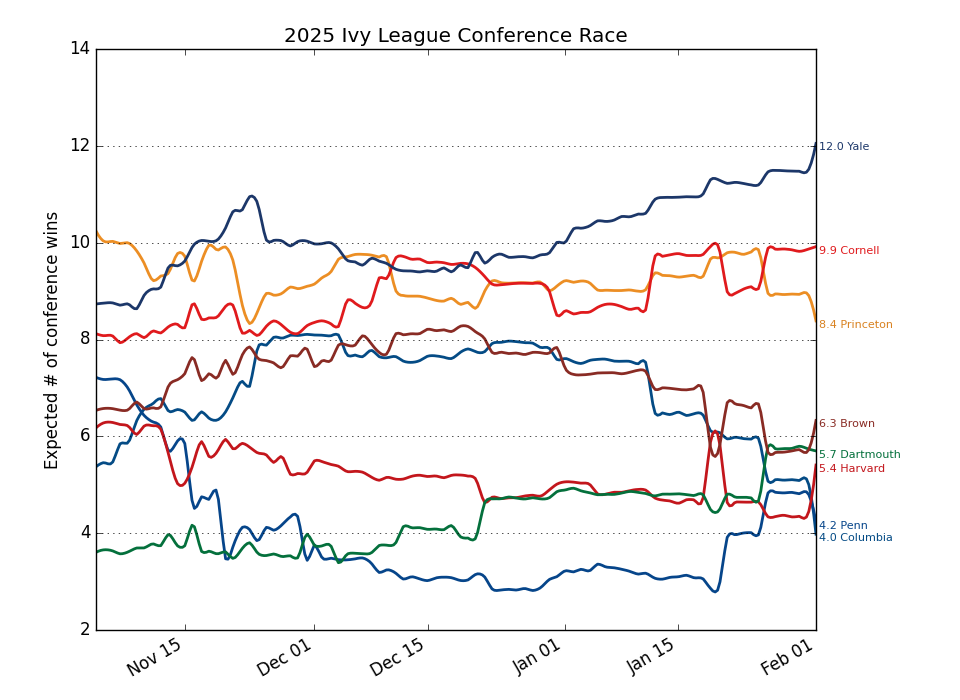 2025 Ivy League Conference Race
Expected # of conference wins
14
12
10
8
6
4
2
12.0 Yale
9.9 Cornell
8.4 Princeton
6.3 Brown
5.7 Dartmouth
5.4 Harvard
4.2 Penn
4.0 Columbia
Nov 15
Dec 01
Dec 15
Jan 01
Jan 15
Feb 01